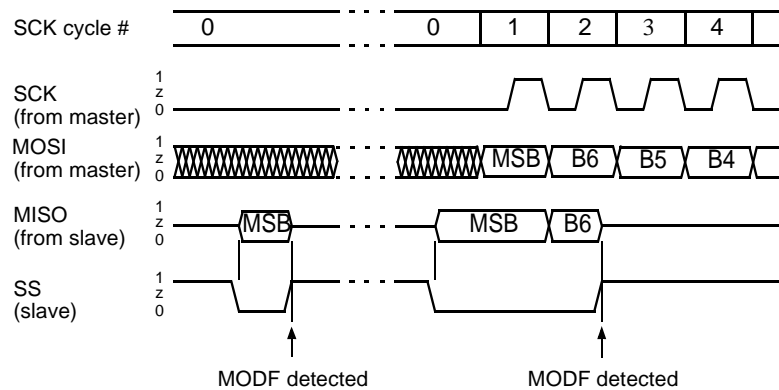 SCK cycle # 0 0 1 2 3 4
SCK
(from master)
1
z
0
MOSI
(from master)
1
z
0
MSB B6 B5 B4
MISO
(from slave)
1
z
0
MSB MSB B6
SS
(slave)
1
z
0
MODF detected MODF detected